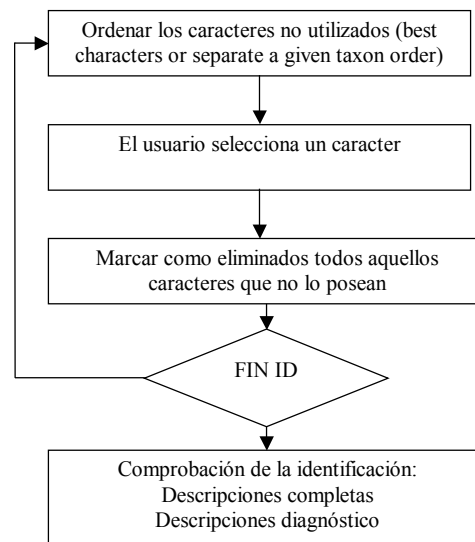 Ordenar los caracteres no utilizados (best
characters or separate a given taxon order)
El usuario selecciona un caracter
Marcar como eliminados todos aquellos
caracteres que no lo posean
FIN ID
Comprobación de la identificación:
Descripciones completas
Descripciones diagnóstico